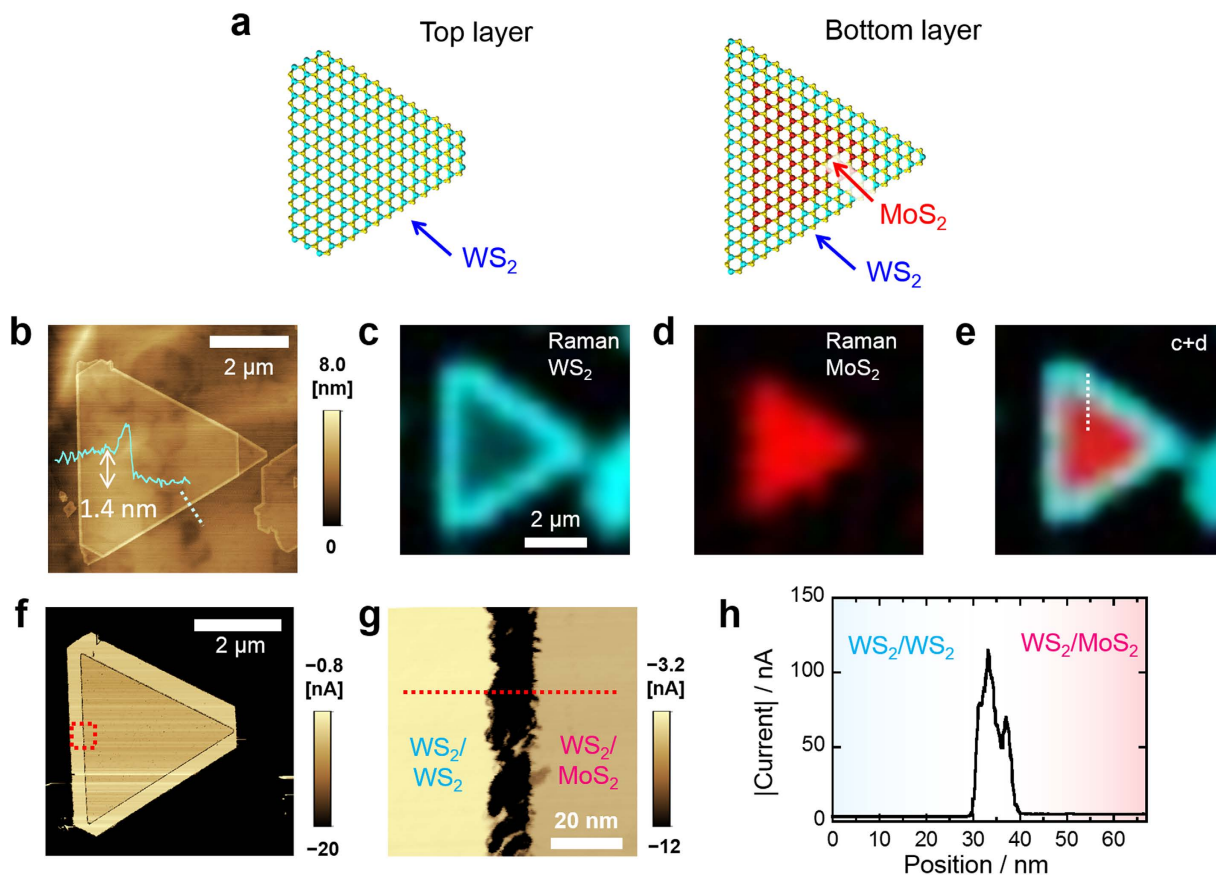 a
Top layer
Bottom layer
WS₂
MoS₂
WS₂
b
2 μm
8.0
[nm]
0
1.4 nm
c
Raman
WS₂
2 μm
d
Raman
MoS₂
e
c+d
f
2 μm
−0.8
[nA]
−20
g
WS₂/
WS₂
WS₂/
MoS₂
20 nm
−3.2
[nA]
−12
h
150
100
50
0
|Current| / nA
WS₂/WS₂
WS₂/MoS₂
0 10 20 30 40 50 60
Position / nm